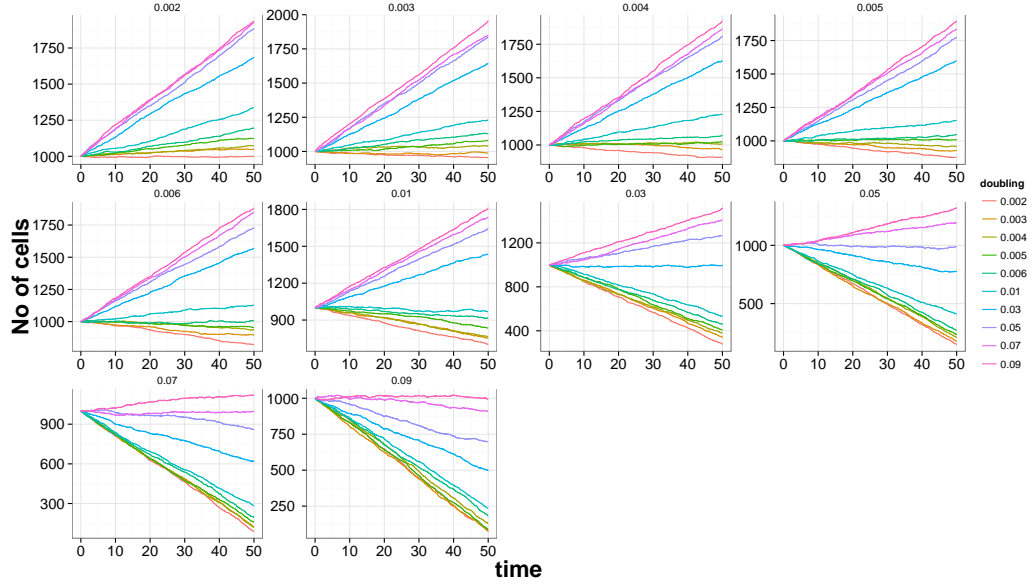 0.002 0.003 0.004 0.005
1750 1500 1250 1000
2000 1750 1500 1250 1000
1750 1500 1250 1000
1750 1500 1250 1000
0 10 20 30 40 50
0 10 20 30 40 50
0 10 20 30 40 50
0 10 20 30 40 50
0.006 0.01 0.03 0.05
1750 1500 1250 1000
1800 1500 1200 900
1200 1000 800 600 400
1000 500
0 10 20 30 40 50
0 10 20 30 40 50
0 10 20 30 40 50
0 10 20 30 40 50
0.07 0.09
900 600 300
1000 750 500 250
0 10 20 30 40 50
0 10 20 30 40 50
No of cells
time
doubling
0.002
0.003
0.004
0.005
0.006
0.01
0.03
0.05
0.07
0.09